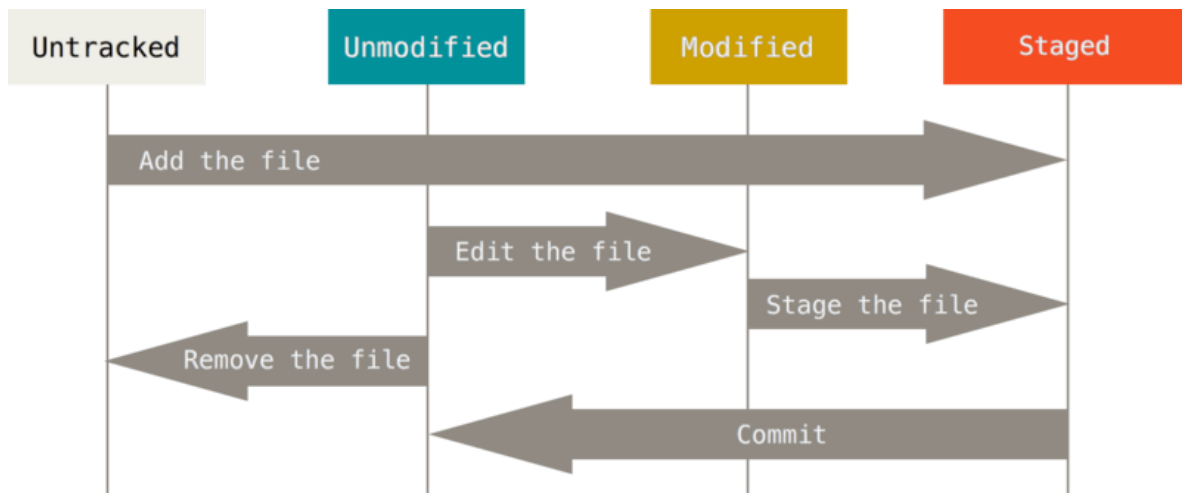 Untracked
Unmodified
Modified
Staged
Add the file
Edit the file
Stage the file
Remove the file
Commit